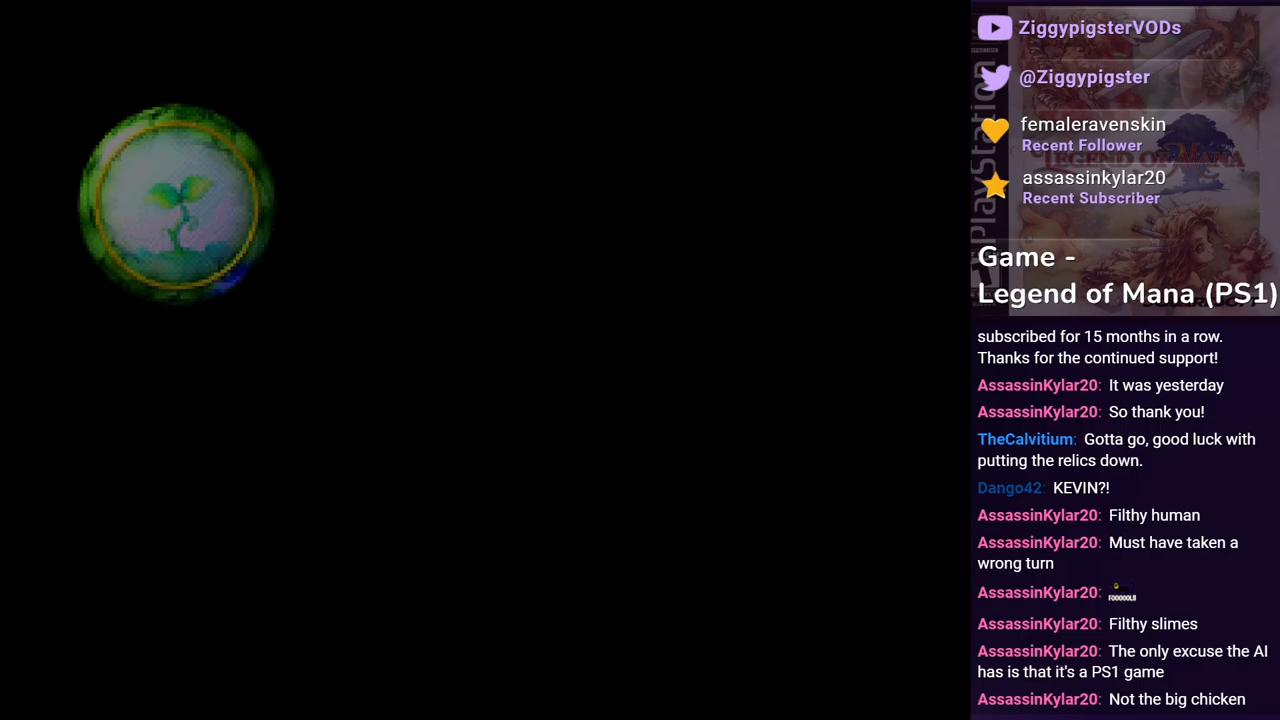 ZiggypigsterVODs
@Ziggypigster
femaleravenskin
Recent Follower
assassinkylar20
Recent Subscriber
PlayStation
LEGEND OF MANA
Game -
Legend of Mana (PS1)
subscribed for 15 months in a row.
Thanks for the continued support!
AssassinKylar20: It was yesterday
AssassinKylar20: So thank you!
TheCalvitium: Gotta go, good luck with
putting the relics down.
Dango42: KEVIN?!
AssassinKylar20: Filthy human
AssassinKylar20: Must have taken a
wrong turn
AssassinKylar20:
AssassinKylar20: Filthy slimes
AssassinKylar20: The only excuse the AI
has is that it's a PS1 game
AssassinKylar20: Not the big chicken